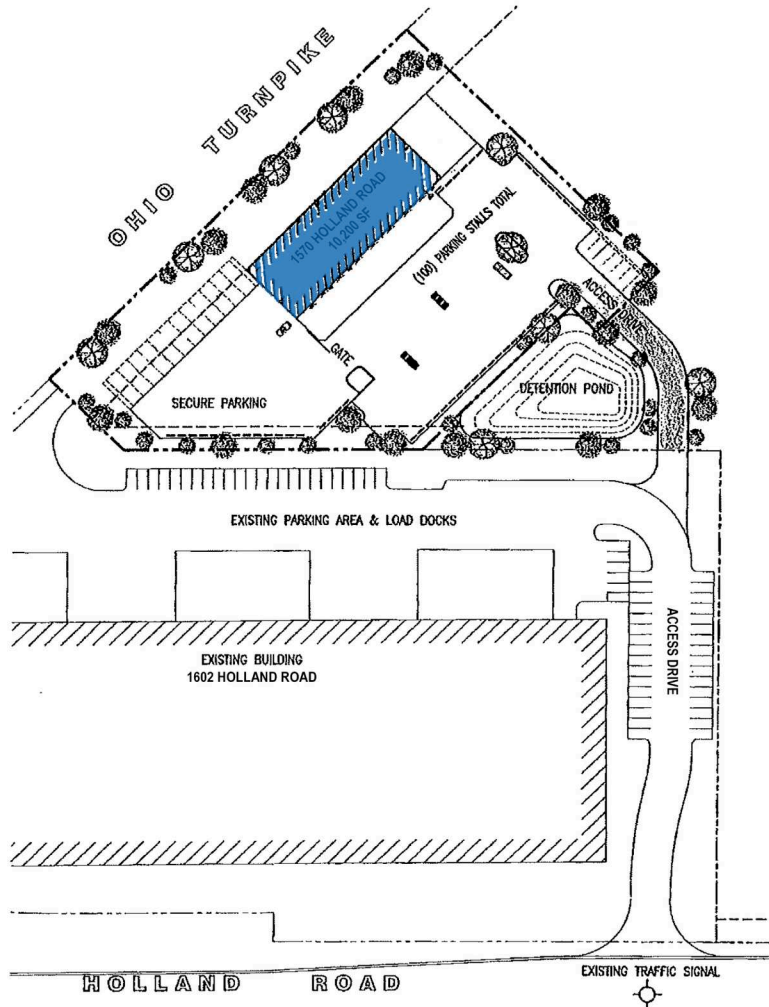 OHIO TURNPIKE
1570 HOLLAND ROAD
10,200 SF
(100) PARKING STALLS TOTAL
ACCESS DRIVE
GATE
SECURE PARKING
DETENTION POND
EXISTING PARKING AREA & LOAD DOCKS
ACCESS DRIVE
EXISTING BUILDING
1602 HOLLAND ROAD
HOLLAND ROAD
EXISTING TRAFFIC SIGNAL